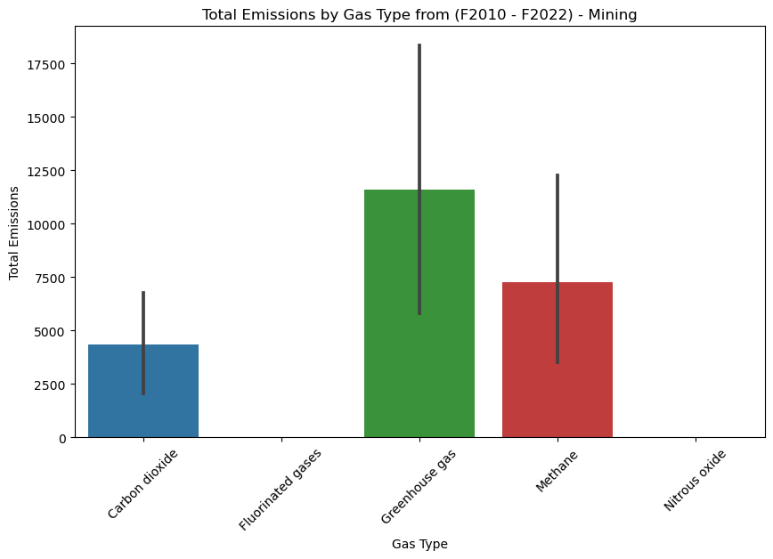 Total Emissions by Gas Type from (F2010 - F2022) - Mining
Total Emissions
17500
15000
12500
10000
7500
5000
2500
0
Carbon dioxide
Fluorinated gases
Greenhouse gas
Methane
Nitrous oxide
Gas Type